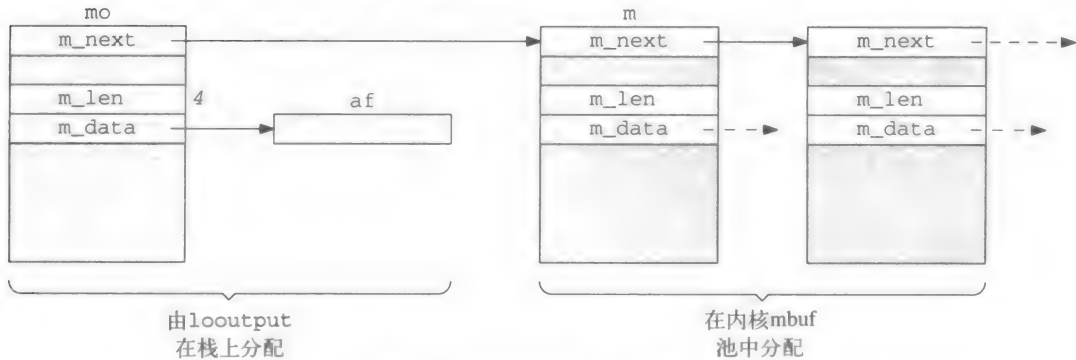 mo
m
m_next
m_next
m_next
m_len
4
af
m_len
m_len
m_data
m_data
m_data
由looutput
在栈上分配
在内核mbuf
池中分配